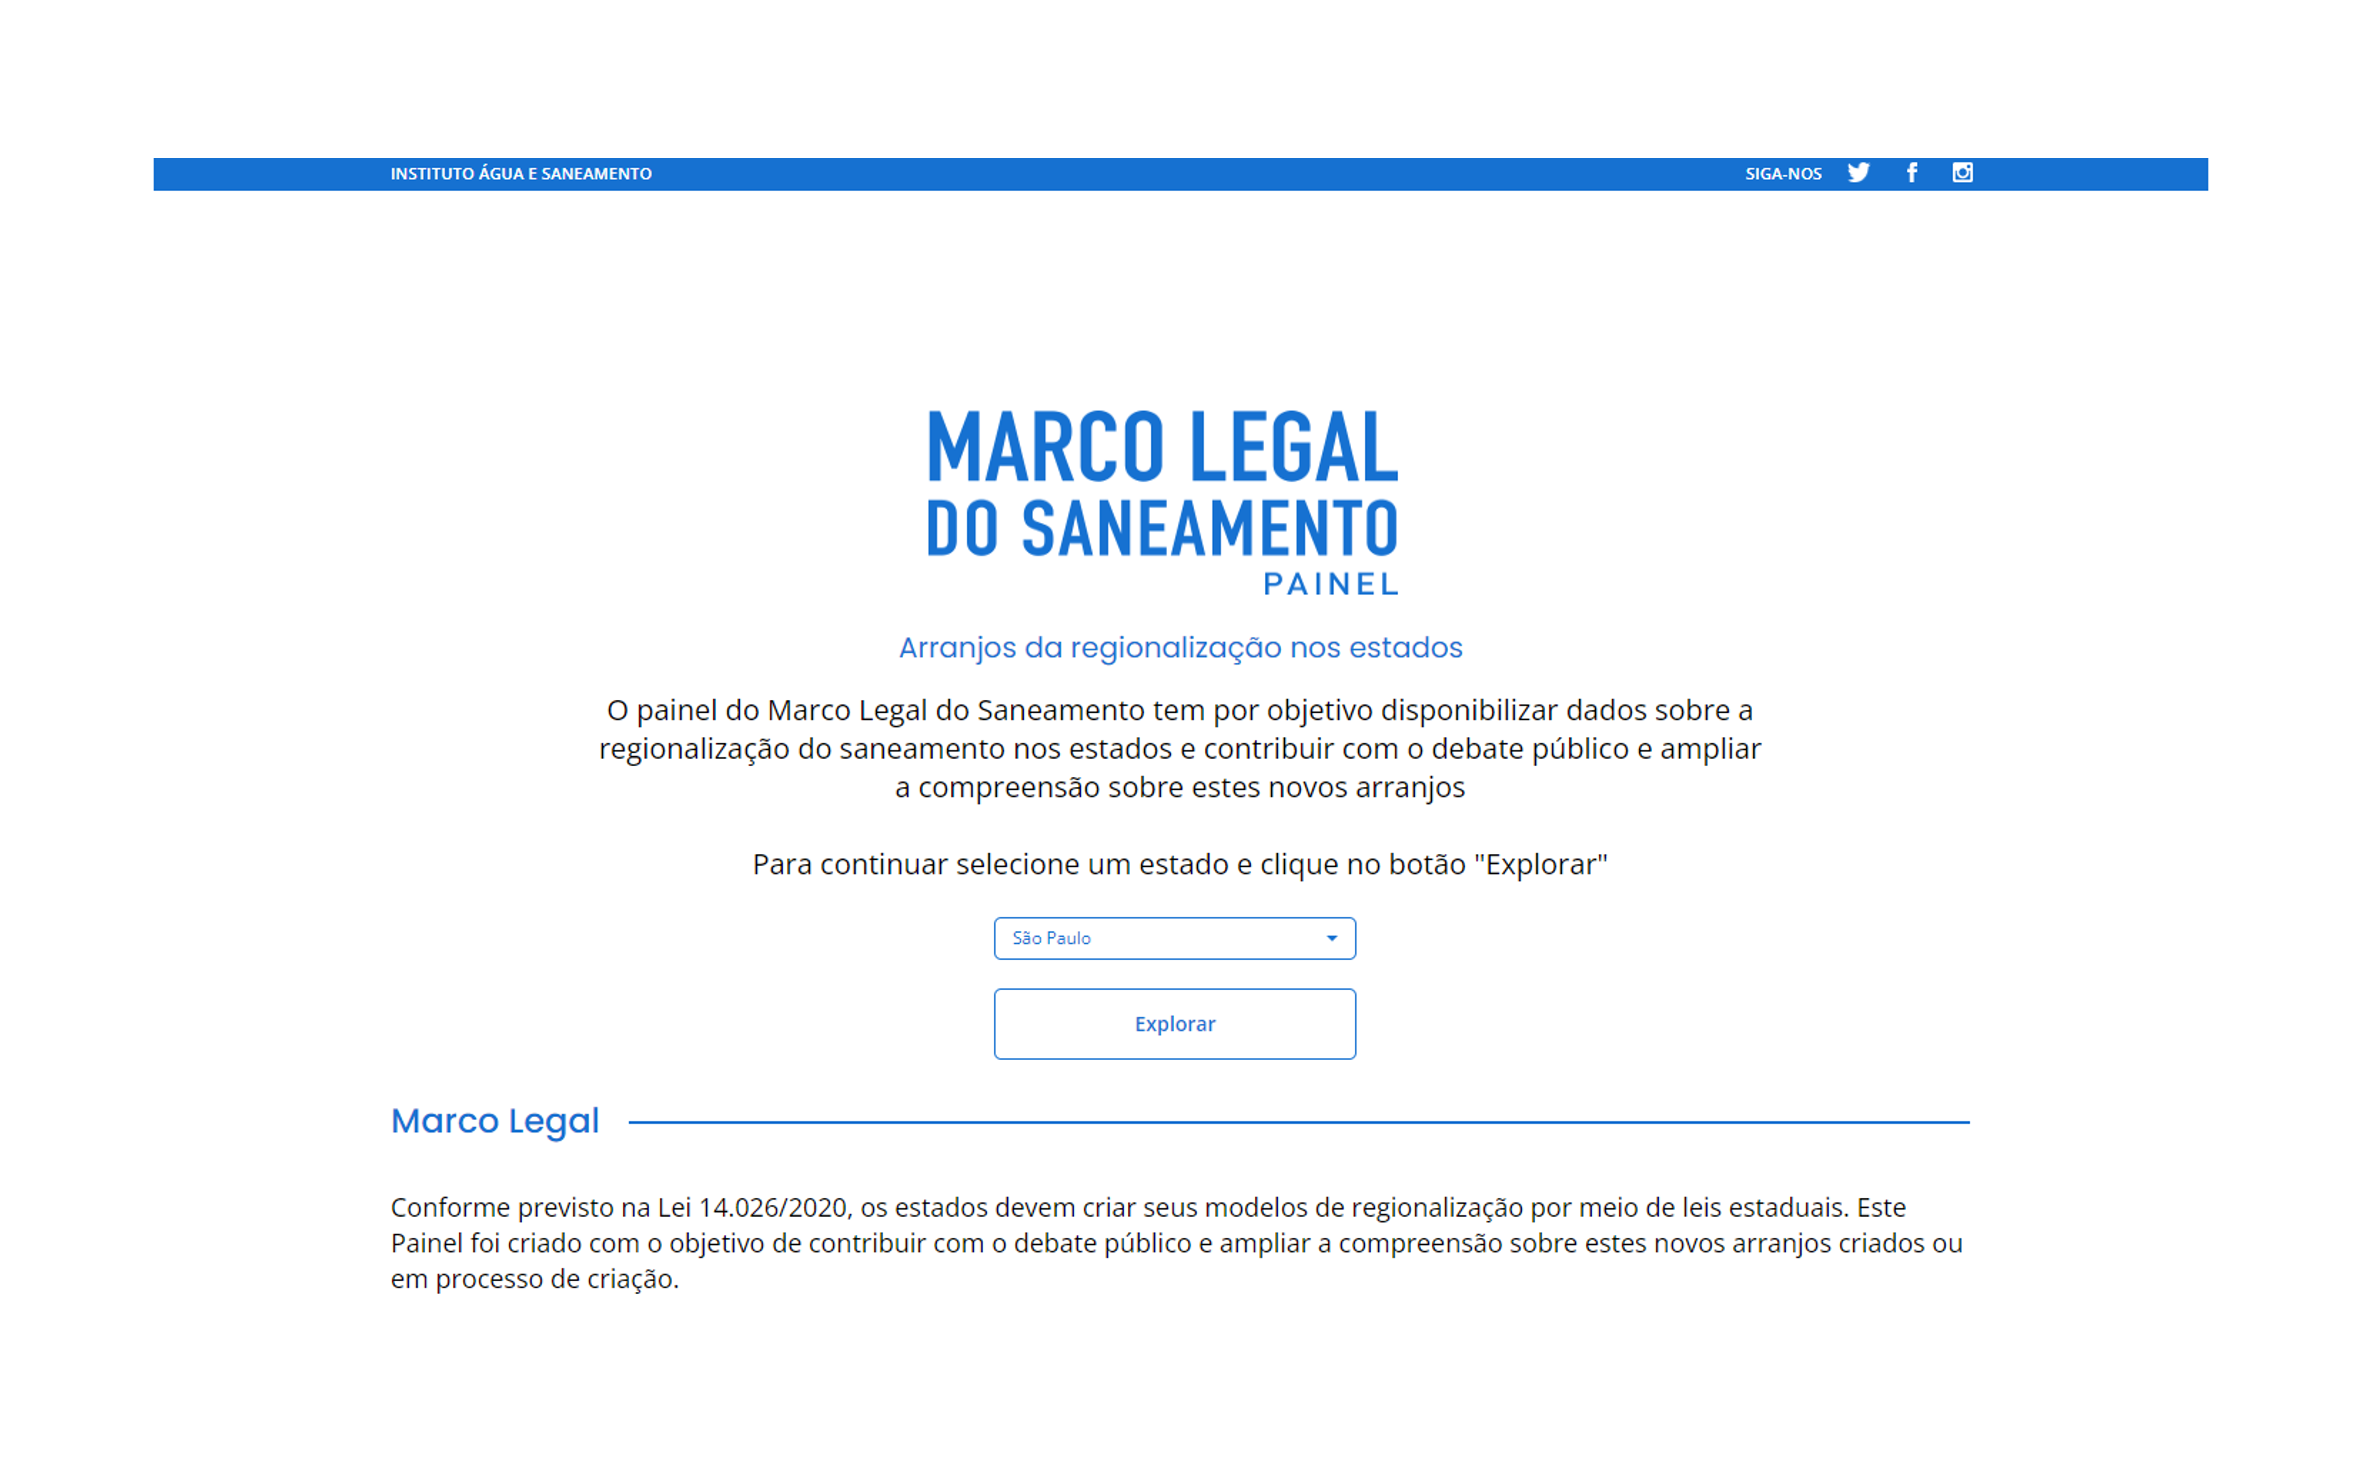 INSTITUTO ÁGUA E SANEAMENTO
SIGA-NOS
MARCO LEGAL
DO SANEAMENTO
PAINEL
Arranjos da regionalização nos estados
O painel do Marco Legal do Saneamento tem por objetivo disponibilizar dados sobre a
regionalização do saneamento nos estados e contribuir com o debate público e ampliar
a compreensão sobre estes novos arranjos
Para continuar selecione um estado e clique no botão "Explorar"
São Paulo
Explorar
Marco Legal
Conforme previsto na Lei 14.026/2020, os estados devem criar seus modelos de regionalização por meio de leis estaduais. Este
Painel foi criado com o objetivo de contribuir com o debate público e ampliar a compreensão sobre estes novos arranjos criados ou
em processo de criação.